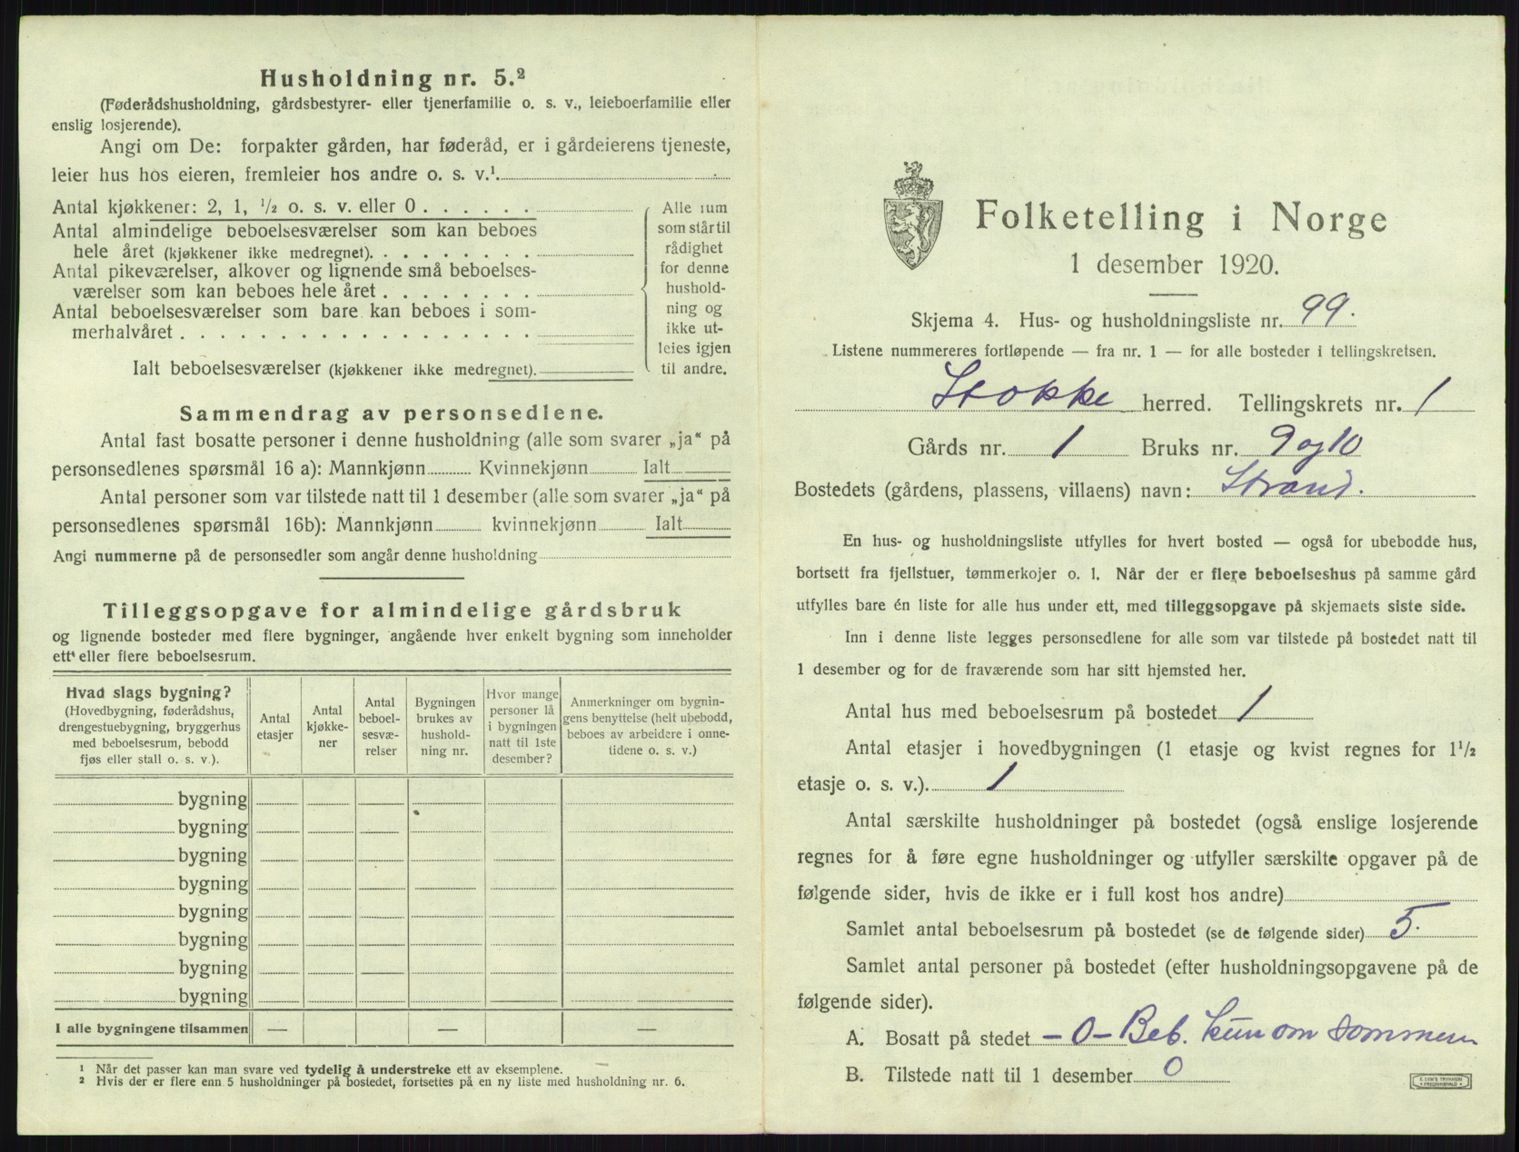 Husholdning nr. 5.²
(Føderådshusholdning, gårdsbestyrer- eller tjenerfamilie o. s. v., leieboerfamilie eller
enslig losjerende).
Angi om De: forpakter gården, har føderåd, er i gårdeierens tjeneste,
leier hus hos eieren, fremleier hos andre o. s. v.¹
Antal kjøkkener: 2, 1, ½ o. s. v. eller 0
Antal almindelige beboelsesværelser som kan beboes
hele året (kjøkkener ikke medregnet).
Antal pikeværelser, alkover og lignende små beboelses-
værelser som kan beboes hele året
Antal beboelsesværelser som bare kan beboes i som-
merhalvåret
Ialt beboelsesværelser (kjøkkener ikke medregnet).
Alle rum
som står til
rådighet
for denne
hushold-
ning og
ikke ut-
leies igjen
til andre.
Sammendrag av personsedlene.
Antal fast bosatte personer i denne husholdning (alle som svarer „ja“ på
personsedlenes spørsmål 16 a): Mannkjønn Kvinnekjønn Ialt
Antal personer som var tilstede natt til 1 desember (alle som svarer „ja“ på
personsedlenes spørsmål 16b): Mannkjønn kvinnekjønn Ialt
Angi nummerne på de personsedler som angår denne husholdning
Tilleggsopgave for almindelige gårdsbruk
og lignende bosteder med flere bygninger, angående hver enkelt bygning som inneholder
ett eller flere beboelsesrum.
Hvad slags bygning?
(Hovedbygning, føderådshus,
drengestuebygning, bryggerhus
med beboelsesrum, bebodd
fjøs eller stall o. s. v.).
Antal
etasjer
Antal
kjøkke-
ner
Antal
beboel-
sesvæ-
relser
Bygningen
brukes av
hushold-
ning nr.
Hvor mange
personer lå
i bygningen
natt til 1ste
desember?
Anmerkninger om bygnin-
gens benyttelse (helt ubebodd,
beboes av arbeidere i onne-
tidene o. s. v.)
bygning
bygning
bygning
bygning
bygning
bygning
bygning
bygning
I alle bygningene tilsammen — — —
¹ Når det passer kan man svare ved tydelig å understreke ett av eksemplene.
² Hvis der er flere enn 5 husholdninger på bostedet, fortsettes på en ny liste med husholdning nr. 6.
Folketelling i Norge
1 desember 1920.
Skjema 4. Hus- og husholdningsliste nr. 99.
Listene nummereres fortløpende — fra nr. 1 — for alle bosteder i tellingskretsen.
Stokke herred. Tellingskrets nr. 1
Gårds nr. 1 Bruks nr. 9 og 10
Bostedets (gårdens, plassens, villaens) navn: Strand.
En hus- og husholdningsliste utfylles for hvert bosted — også for ubebodde hus,
bortsett fra fjellstuer, tømmerkojer o. l. Når der er flere beboelseshus på samme gård
utfylles bare én liste for alle hus under ett, med tilleggsopgave på skjemaets siste side.
Inn i denne liste legges personsedlene for alle som var tilstede på bostedet natt til
1 desember og for de fraværende som har sitt hjemsted her.
Antal hus med beboelsesrum på bostedet 1
Antal etasjer i hovedbygningen (1 etasje og kvist regnes for 1½
etasje o. s. v.). 1
Antal særskilte husholdninger på bostedet (også enslige losjerende
regnes for å føre egne husholdninger og utfyller særskilte opgaver på de
følgende sider, hvis de ikke er i full kost hos andre)
Samlet antal beboelsesrum på bostedet (se de følgende sider) 5.
Samlet antal personer på bostedet (efter husholdningsopgavene på de
følgende sider).
A. Bosatt på stedet – 0 – Beb. kun om sommeren
B. Tilstede natt til 1 desember 0